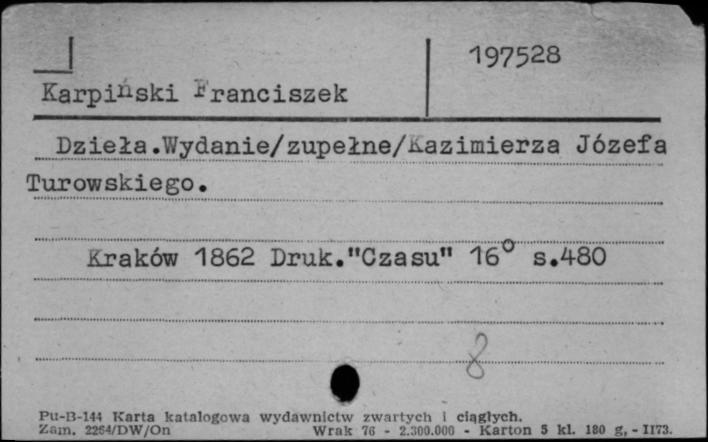 197528
Karpiński Franciszek
Dzieła.Wydanie/zupełne/Kazimierza Józefa
Turowskiego.
Kraków 1862 Druk."Czasu" 16° s.480
8
Pu-B-144 Karta katalogowa wydawnictw zwartych i ciągłych.
Zam. 2264/DW/On Wrak 76 - 2.300.000 - Karton 5 kl. 180 g, - II73.